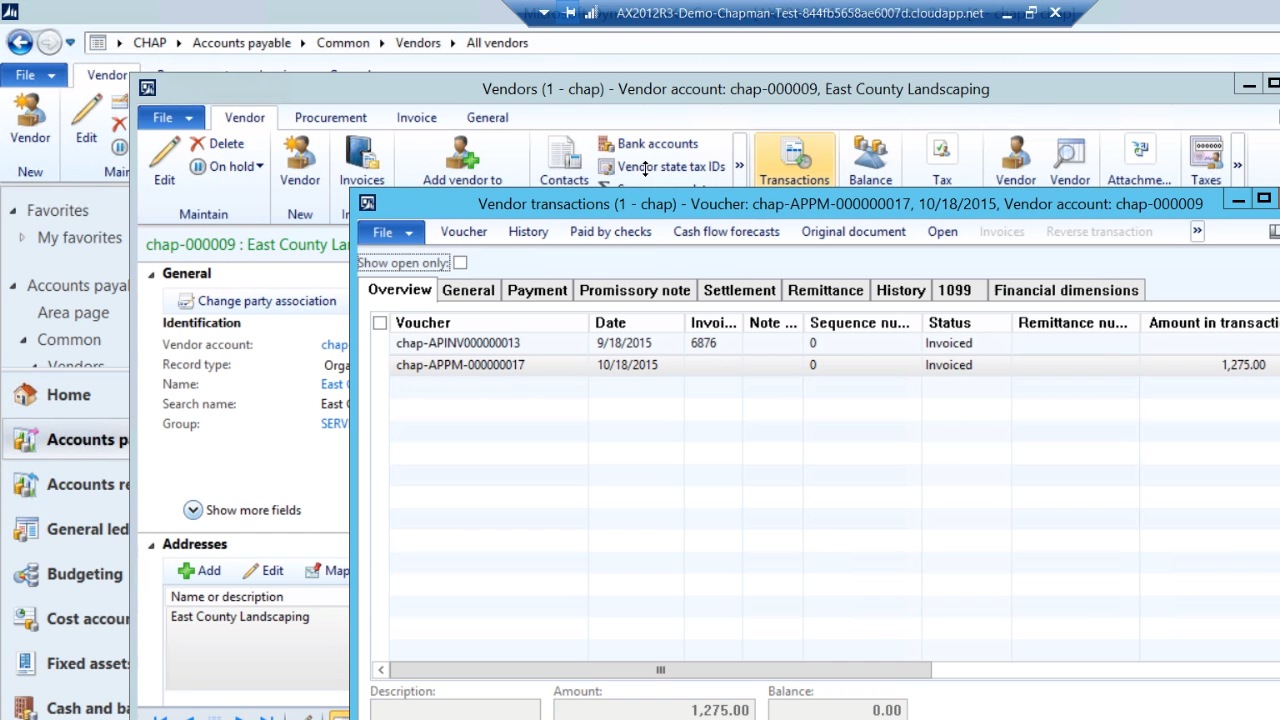 AX2012R3-Demo-Chapman-Test-844fb5658ae6007d.cloudapp.net
CHAP Accounts payable Common Vendors All vendors
File Vendor
Vendor Edit
New
Vendors (1 - chap) - Vendor account: chap-000009, East County Landscaping
File Vendor Procurement Invoice General
Edit Delete On hold Vendor Invoices Add vendor to Contacts Bank accounts Vendor state tax IDs » Transactions Balance Tax Vendor Vendor Attachme... Taxes »
Maintain New
Favorites
My favorites
Area page
Common
Vendors
Home
Accounts re
General led
Budgeting
Fixed assets
Cash and ba
chap-000009 : East County La
General
Change party association
Identification
Vendor account: chap-
Record type: Orga
Name: East
Search name: East
Group: SERV
Show more fields
Addresses
Add Edit Map
Name or description
East County Landscaping
Vendor transactions (1 - chap) - Voucher: chap-APPM-000000017, 10/18/2015, Vendor account: chap-000009
File Voucher History Paid by checks Cash flow forecasts Original document Open Invoices Reverse transaction »
Show open only:
Overview General Payment Promissory note Settlement Remittance History 1099 Financial dimensions
Voucher Date Invoi... Note ... Sequence nu... Status Remittance nu... Amount in transacti
chap-APINV000000013 9/18/2015 6876 0 Invoiced
chap-APPM-000000017 10/18/2015 0 Invoiced 1,275.00
Description: Amount: Balance:
1,275.00 0.00